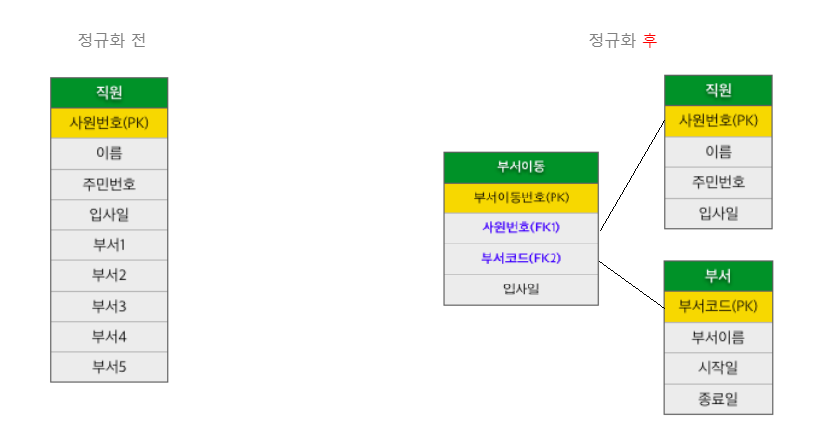 정규화 전
직원
사원번호(PK)
이름
주민번호
입사일
부서1
부서2
부서3
부서4
부서5
정규화 후
부서이동
부서이동번호(PK)
사원번호(FK1)
부서코드(FK2)
입사일
직원
사원번호(PK)
이름
주민번호
입사일
부서
부서코드(PK)
부서이름
시작일
종료일